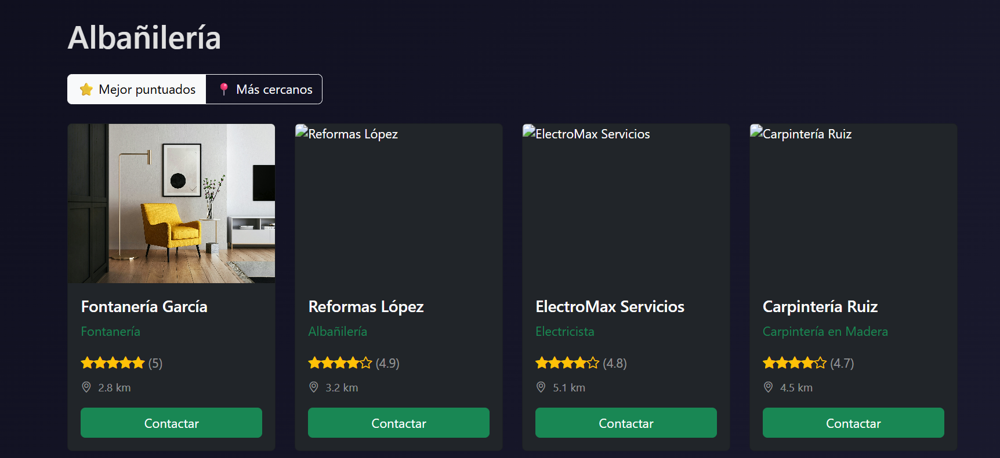 Albañilería
⭐ Mejor puntuados
📍 Más cercanos
Reformas López
ElectroMax Servicios
Carpintería Ruiz
Fontanería García
Fontanería
(5)
2.8 km
Contactar
Reformas López
Albañilería
(4.9)
3.2 km
Contactar
ElectroMax Servicios
Electricista
(4.8)
5.1 km
Contactar
Carpintería Ruiz
Carpintería en Madera
(4.7)
4.5 km
Contactar